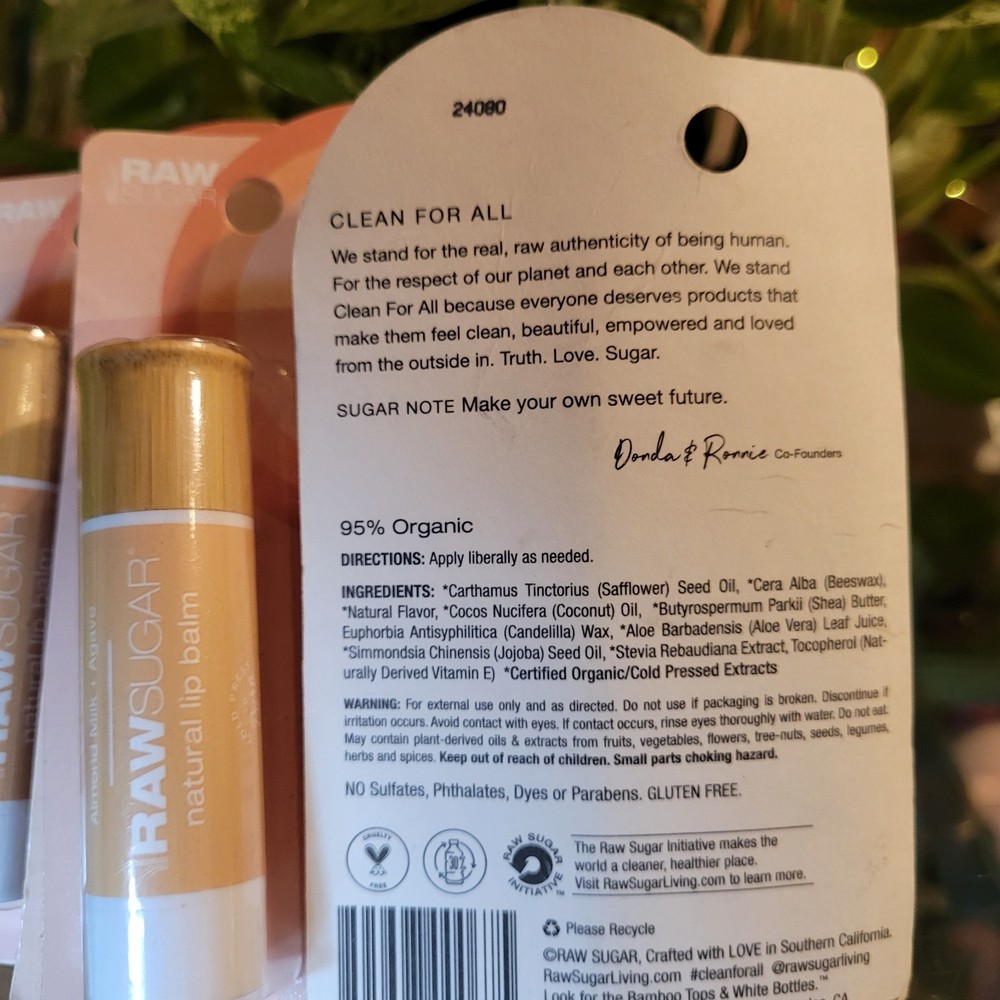 RAW
RAW
SUGAR
RAWSUGAR
natural lip balm
Almond Milk + Agave
RAWSUGAR®
natural lip balm
24080
CLEAN FOR ALL
We stand for the real, raw authenticity of being human.
For the respect of our planet and each other. We stand
Clean For All because everyone deserves products that
make them feel clean, beautiful, empowered and loved
from the outside in. Truth. Love. Sugar.
SUGAR NOTE Make your own sweet future.
Donda & Ronnie Co-Founders
95% Organic
DIRECTIONS: Apply liberally as needed.
INGREDIENTS: *Carthamus Tinctorius (Safflower) Seed Oil, *Cera Alba (Beeswax),
*Natural Flavor, *Cocos Nucifera (Coconut) Oil, *Butyrospermum Parkii (Shea) Butter,
Euphorbia Antisyphilitica (Candelilla) Wax, *Aloe Barbadensis (Aloe Vera) Leaf Juice,
*Simmondsia Chinensis (Jojoba) Seed Oil, *Stevia Rebaudiana Extract, Tocopherol (Nat-
urally Derived Vitamin E) *Certified Organic/Cold Pressed Extracts
WARNING: For external use only and as directed. Do not use if packaging is broken. Discontinue if
irritation occurs. Avoid contact with eyes. If contact occurs, rinse eyes thoroughly with water. Do not eat.
May contain plant-derived oils & extracts from fruits, vegetables, flowers, tree-nuts, seeds, legumes,
herbs and spices. Keep out of reach of children. Small parts choking hazard.
NO Sulfates, Phthalates, Dyes or Parabens. GLUTEN FREE.
CRUELTY
FREE
30%
RAW SUGAR
INITIATIVE™
The Raw Sugar Initiative makes the
world a cleaner, healthier place.
Visit RawSugarLiving.com to learn more.
Please Recycle
©RAW SUGAR, Crafted with LOVE in Southern California.
RawSugarLiving.com #cleanforall @rawsugarliving
Look for the Bamboo Tops & White Bottles.™
CA